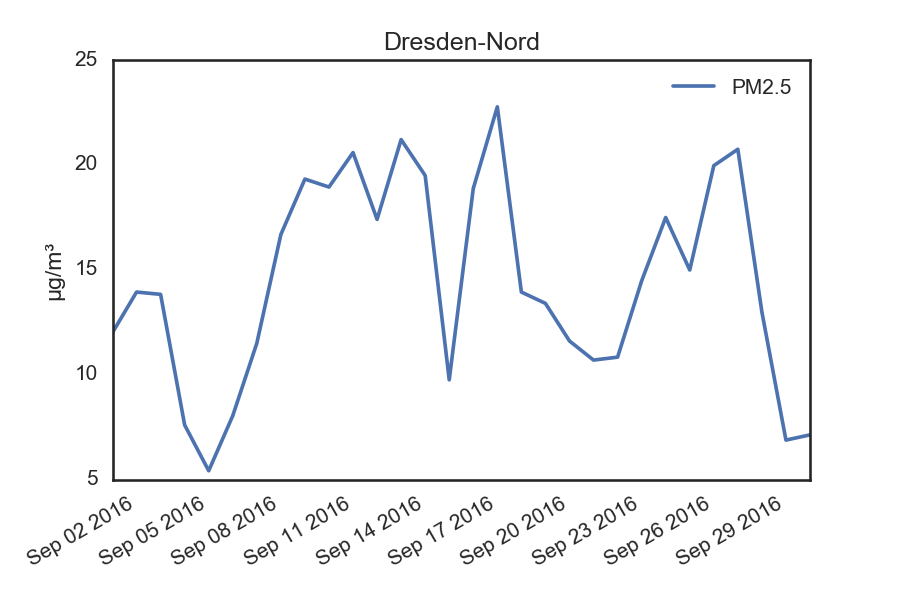 Dresden-Nord
25
20
15
10
5
µg/m³
PM2.5
Sep 02 2016
Sep 05 2016
Sep 08 2016
Sep 11 2016
Sep 14 2016
Sep 17 2016
Sep 20 2016
Sep 23 2016
Sep 26 2016
Sep 29 2016